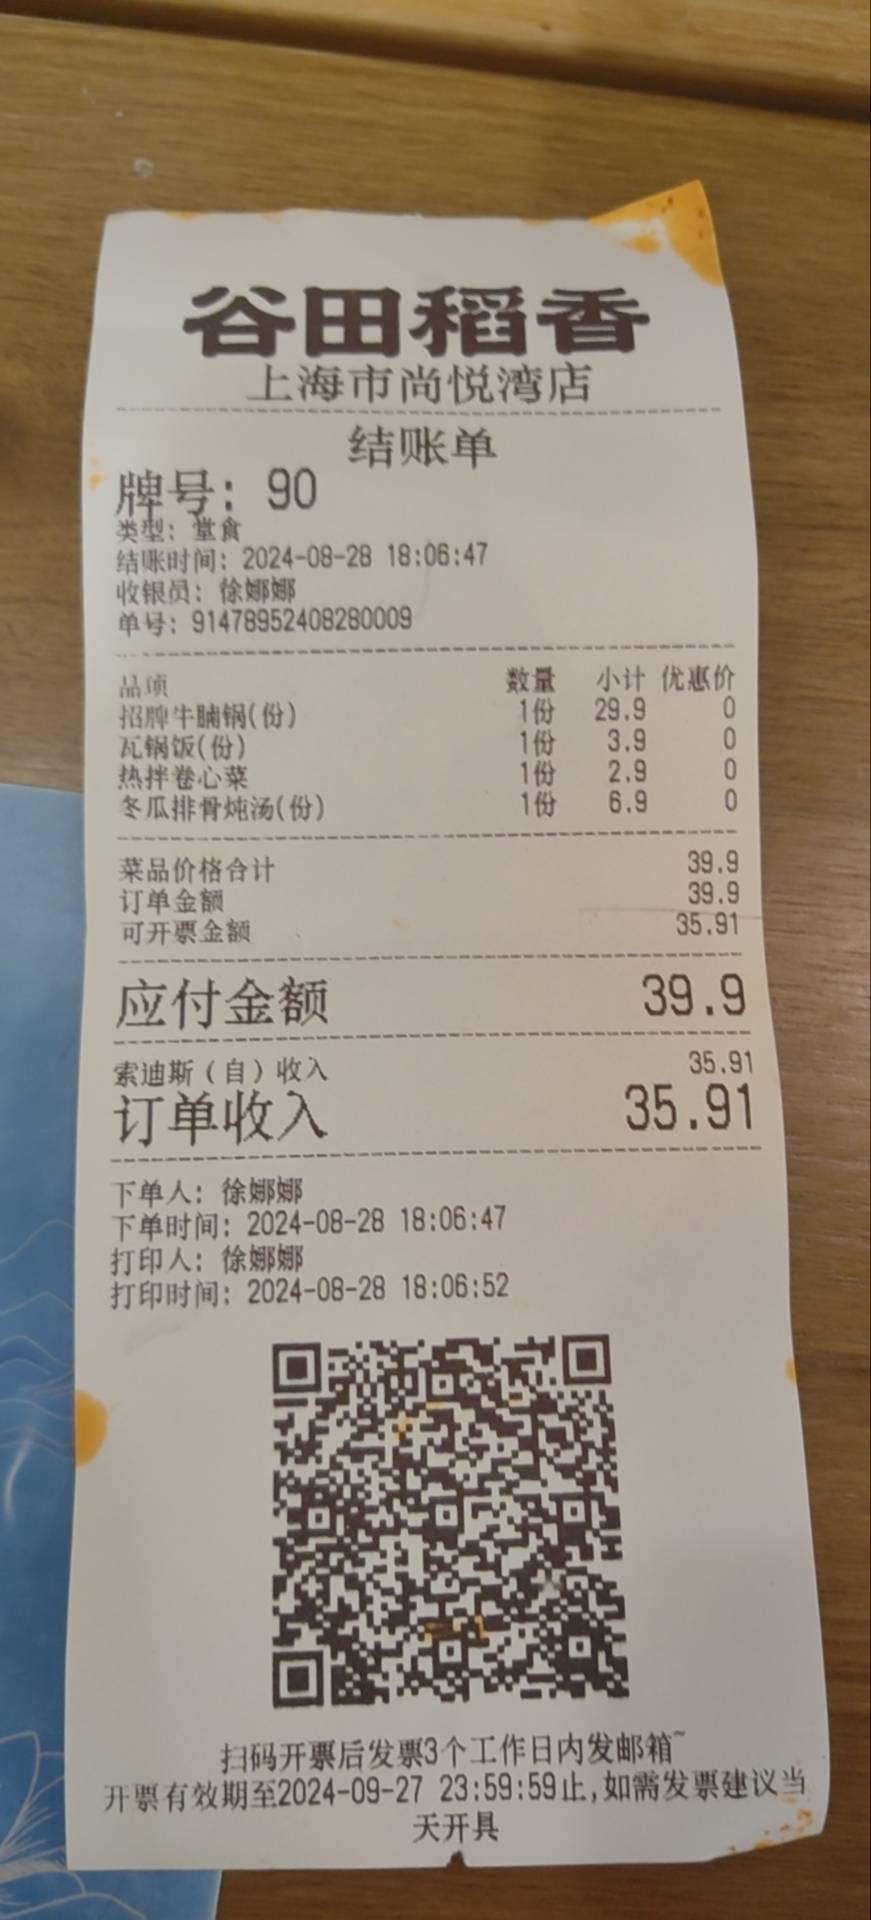 谷田稻香
上海市尚悦湾店
结账单
牌号: 90
类型: 堂食
结账时间: 2024-08-28 18:06:47
收银员: 徐娜娜
单号: 91478952408280009
品项 数量 小计 优惠价
招牌牛腩锅(份) 1份 29.9 0
瓦锅饭(份) 1份 3.9 0
热拌卷心菜 1份 2.9 0
冬瓜排骨炖汤(份) 1份 6.9 0
菜品价格合计 39.9
订单金额 39.9
可开票金额 35.91
应付金额 39.9
索迪斯(自)收入 35.91
订单收入 35.91
下单人: 徐娜娜
下单时间: 2024-08-28 18:06:47
打印人: 徐娜娜
打印时间: 2024-08-28 18:06:52
扫码开票后发票3个工作日内发邮箱~
开票有效期至2024-09-27 23:59:59止,如需发票建议当
天开具